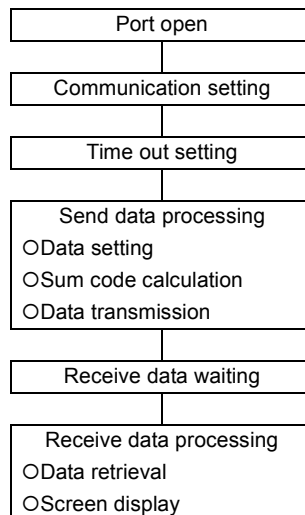 Port open
Communication setting
Time out setting
Send data processing
○Data setting
○Sum code calculation
○Data transmission
Receive data waiting
Receive data processing
○Data retrieval
○Screen display